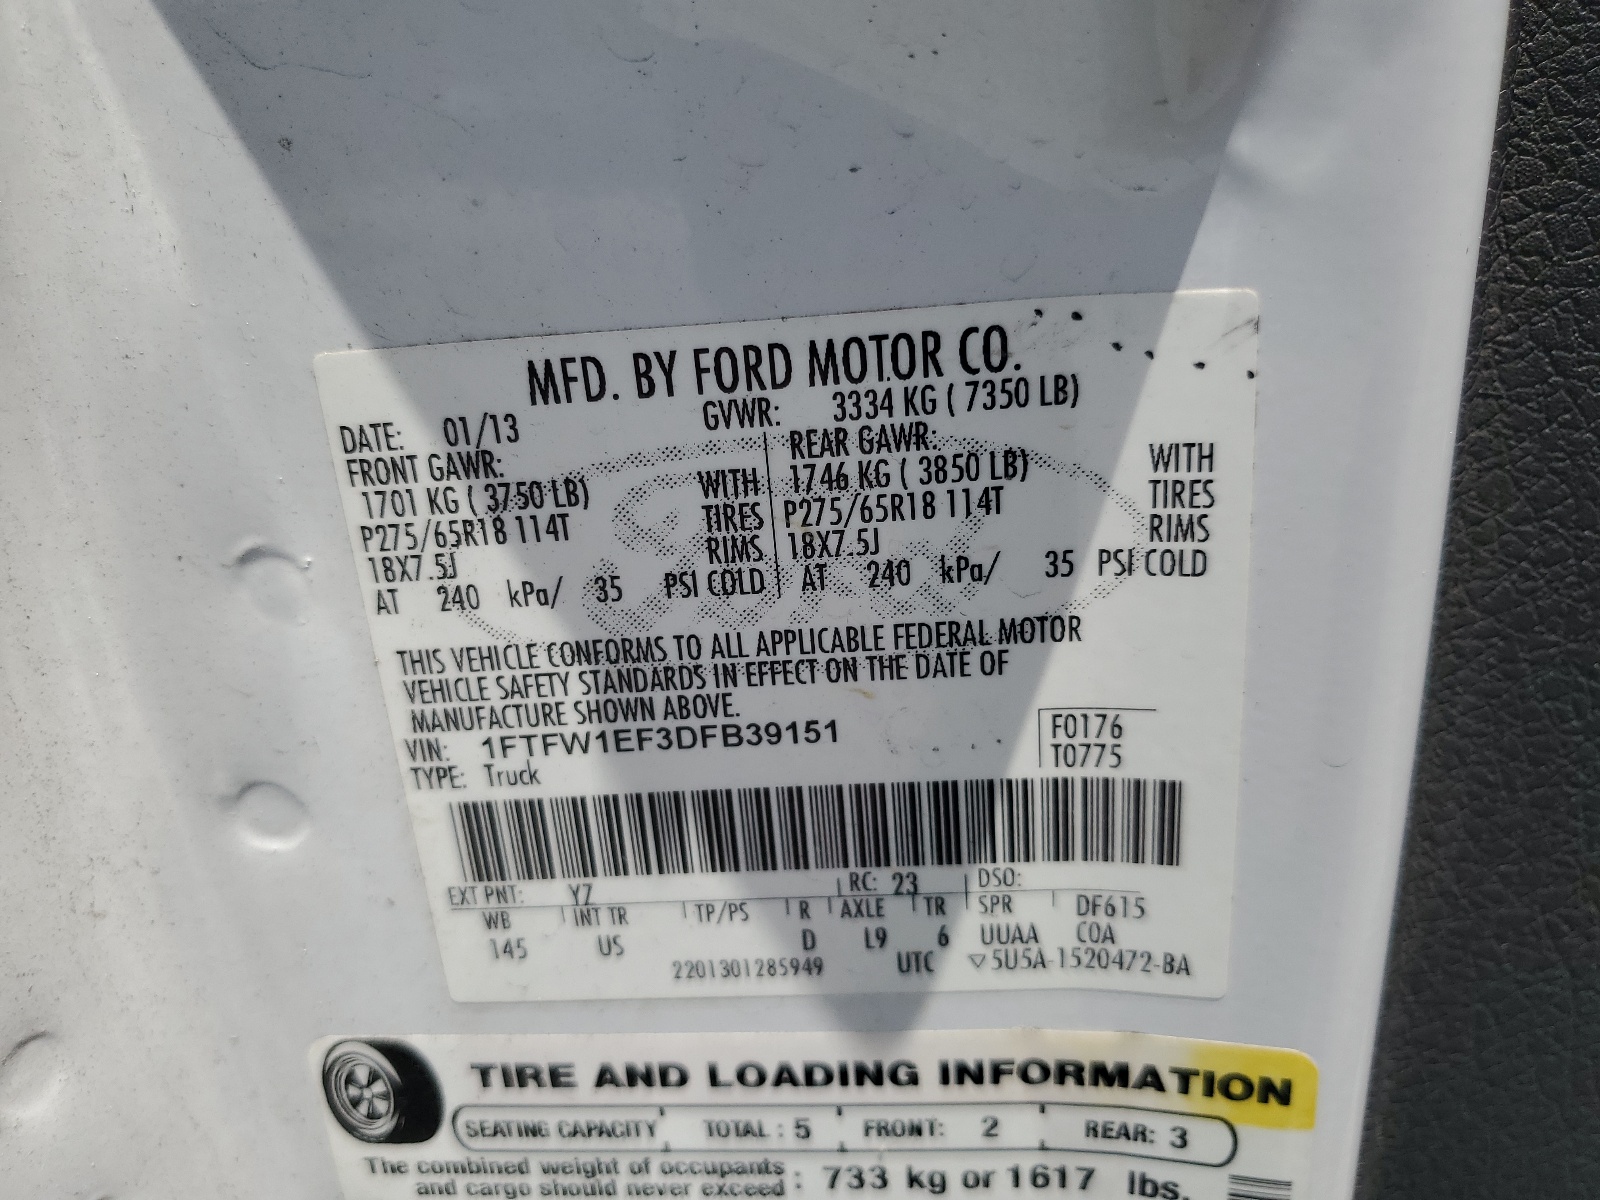 MFD. BY FORD MOTOR CO.
DATE: 01/13 GVWR: 3334 KG ( 7350 LB)
FRONT GAWR: REAR GAWR:
1701 KG ( 3750 LB) WITH 1746 KG ( 3850 LB) WITH
P275/65R18 114T TIRES P275/65R18 114T TIRES
18X7.5J RIMS 18X7.5J RIMS
AT 240 kPa/ 35 PSI COLD AT 240 kPa/ 35 PSI COLD
THIS VEHICLE CONFORMS TO ALL APPLICABLE FEDERAL MOTOR
VEHICLE SAFETY STANDARDS IN EFFECT ON THE DATE OF
MANUFACTURE SHOWN ABOVE.
VIN: 1FTFW1EF3DFB39151 F0176
TYPE: Truck T0775
EXT PNT: YZ RC: 23 DSO:
WB INT TR TP/PS R AXLE TR SPR DF615
145 US D L9 6 UUAA COA
2201301285949 UTC ▽5U5A-1520472-BA
TIRE AND LOADING INFORMATION
SEATING CAPACITY TOTAL : 5 FRONT: 2 REAR: 3
The combined weight of occupants
and cargo should never exceed : 733 kg or 1617 lbs.